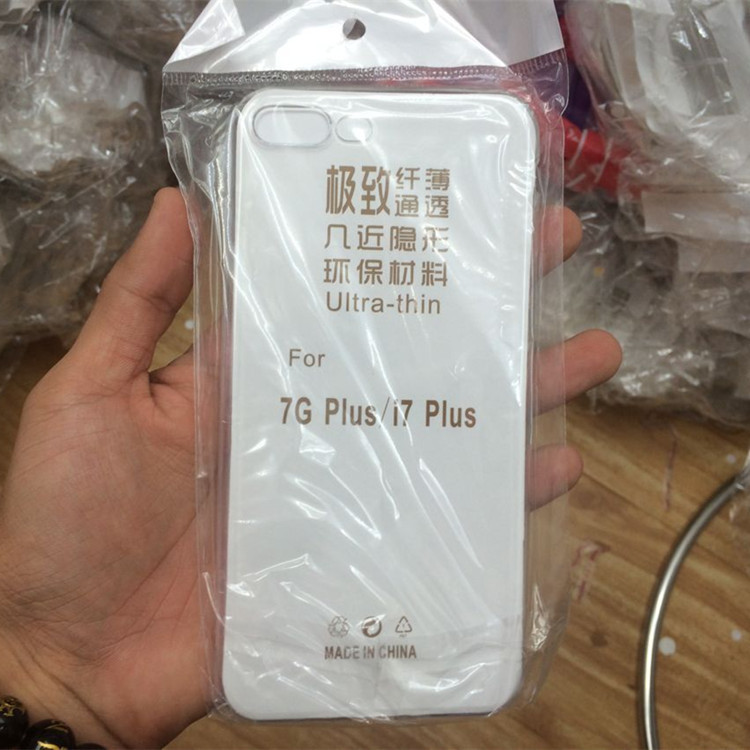 极致纤薄
通透
几近隐形
环保材料
Ultra-thin
For
7G Plus/i7 Plus
MADE IN CHINA